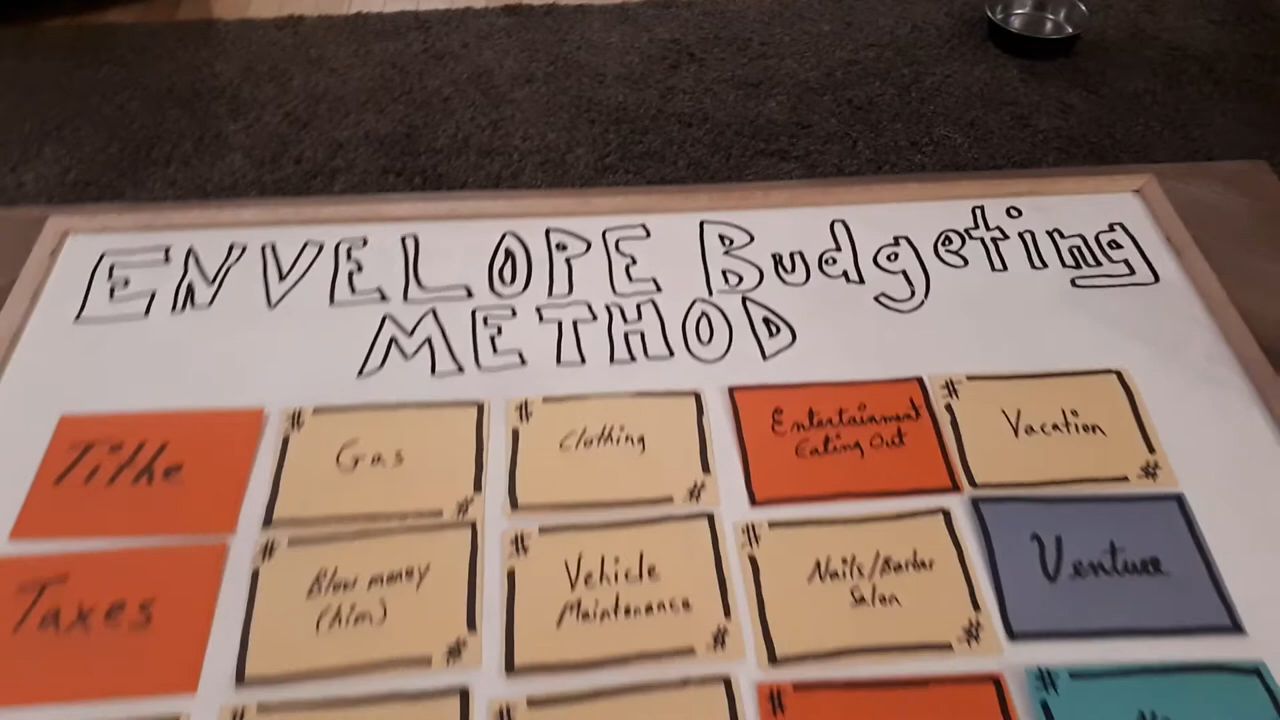 ENVELOPE Budgeting
METHOD
Tithe
# Gas #
# Clothing #
Entertainment
Eating Out
# Vacation #
Taxes
# Blow money
(him) #
# Vehicle
Maintenance #
# Nails/Barber
Salon #
Venture
#
#